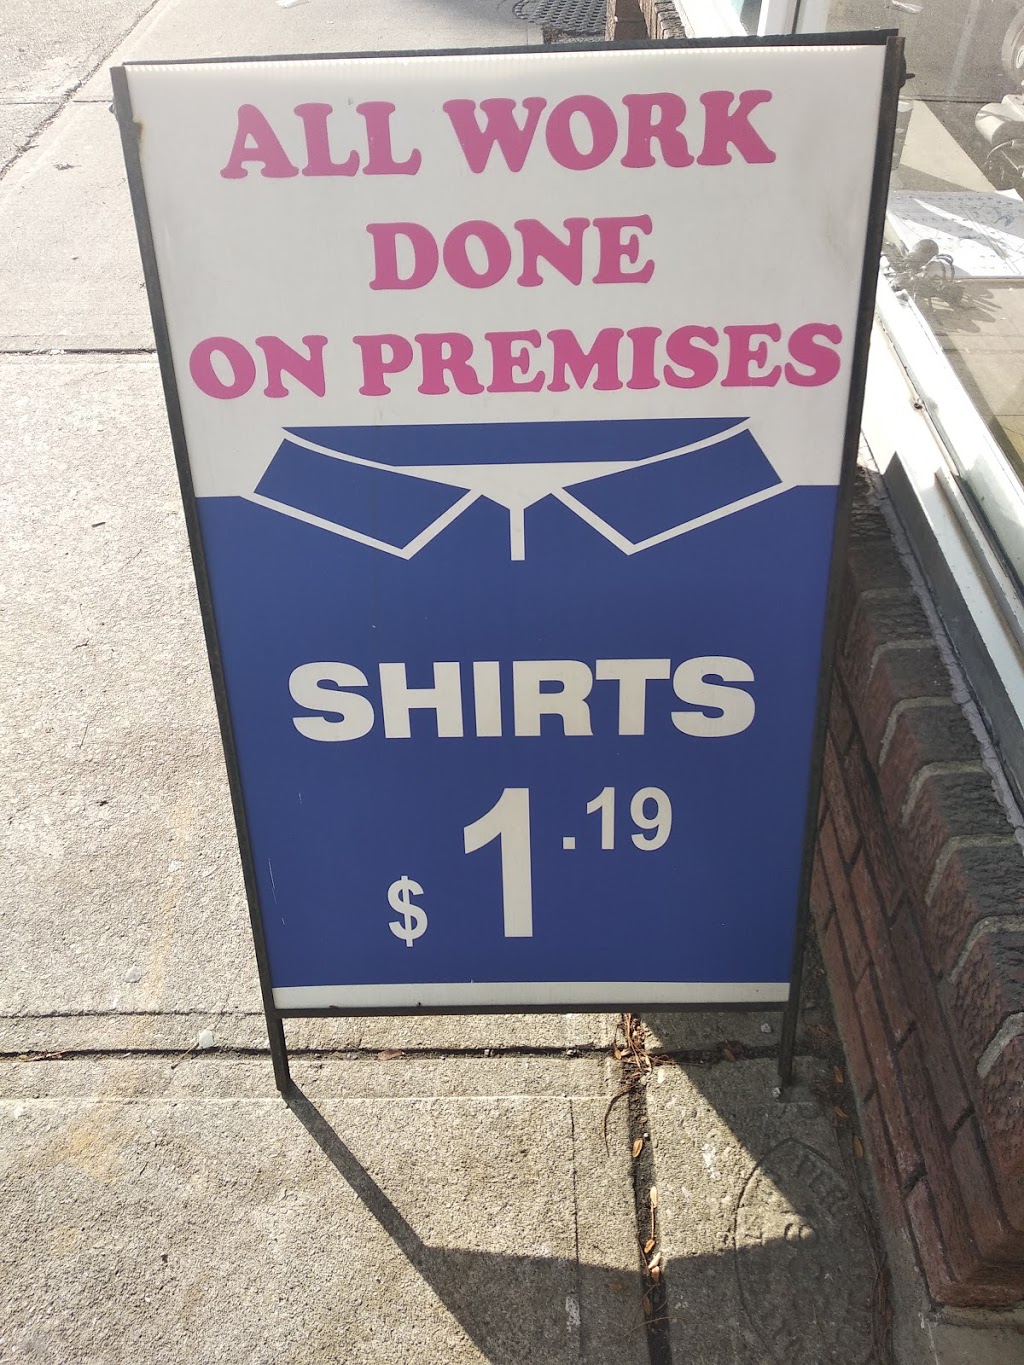 ALL WORK
DONE
ON PREMISES
SHIRTS
$1.19